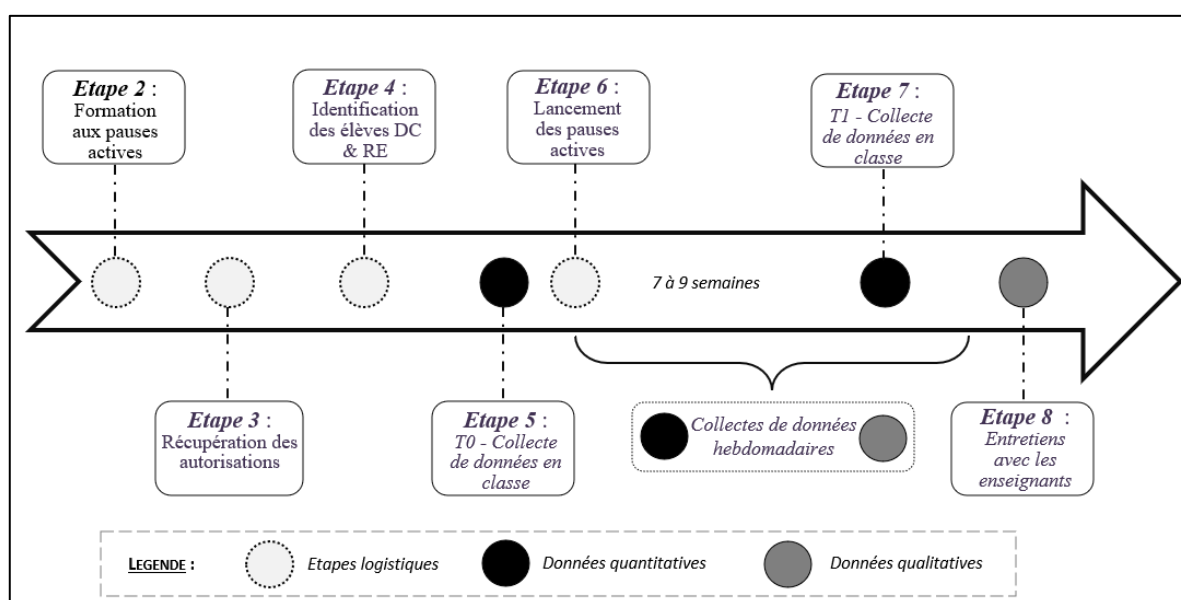 Etape 2 :
Formation
aux pauses
actives
Etape 4 :
Identification
des élèves DC
& RE
Etape 6 :
Lancement
des pauses
actives
Etape 7 :
T1 - Collecte
de données en
classe
7 à 9 semaines
Etape 3 :
Récupération des
autorisations
Etape 5 :
T0 - Collecte
de données en
classe
Collectes de données
hebdomadaires
Etape 8 :
Entretiens
avec les
enseignants
LEGENDE :
Etapes logistiques
Données quantitatives
Données qualitatives